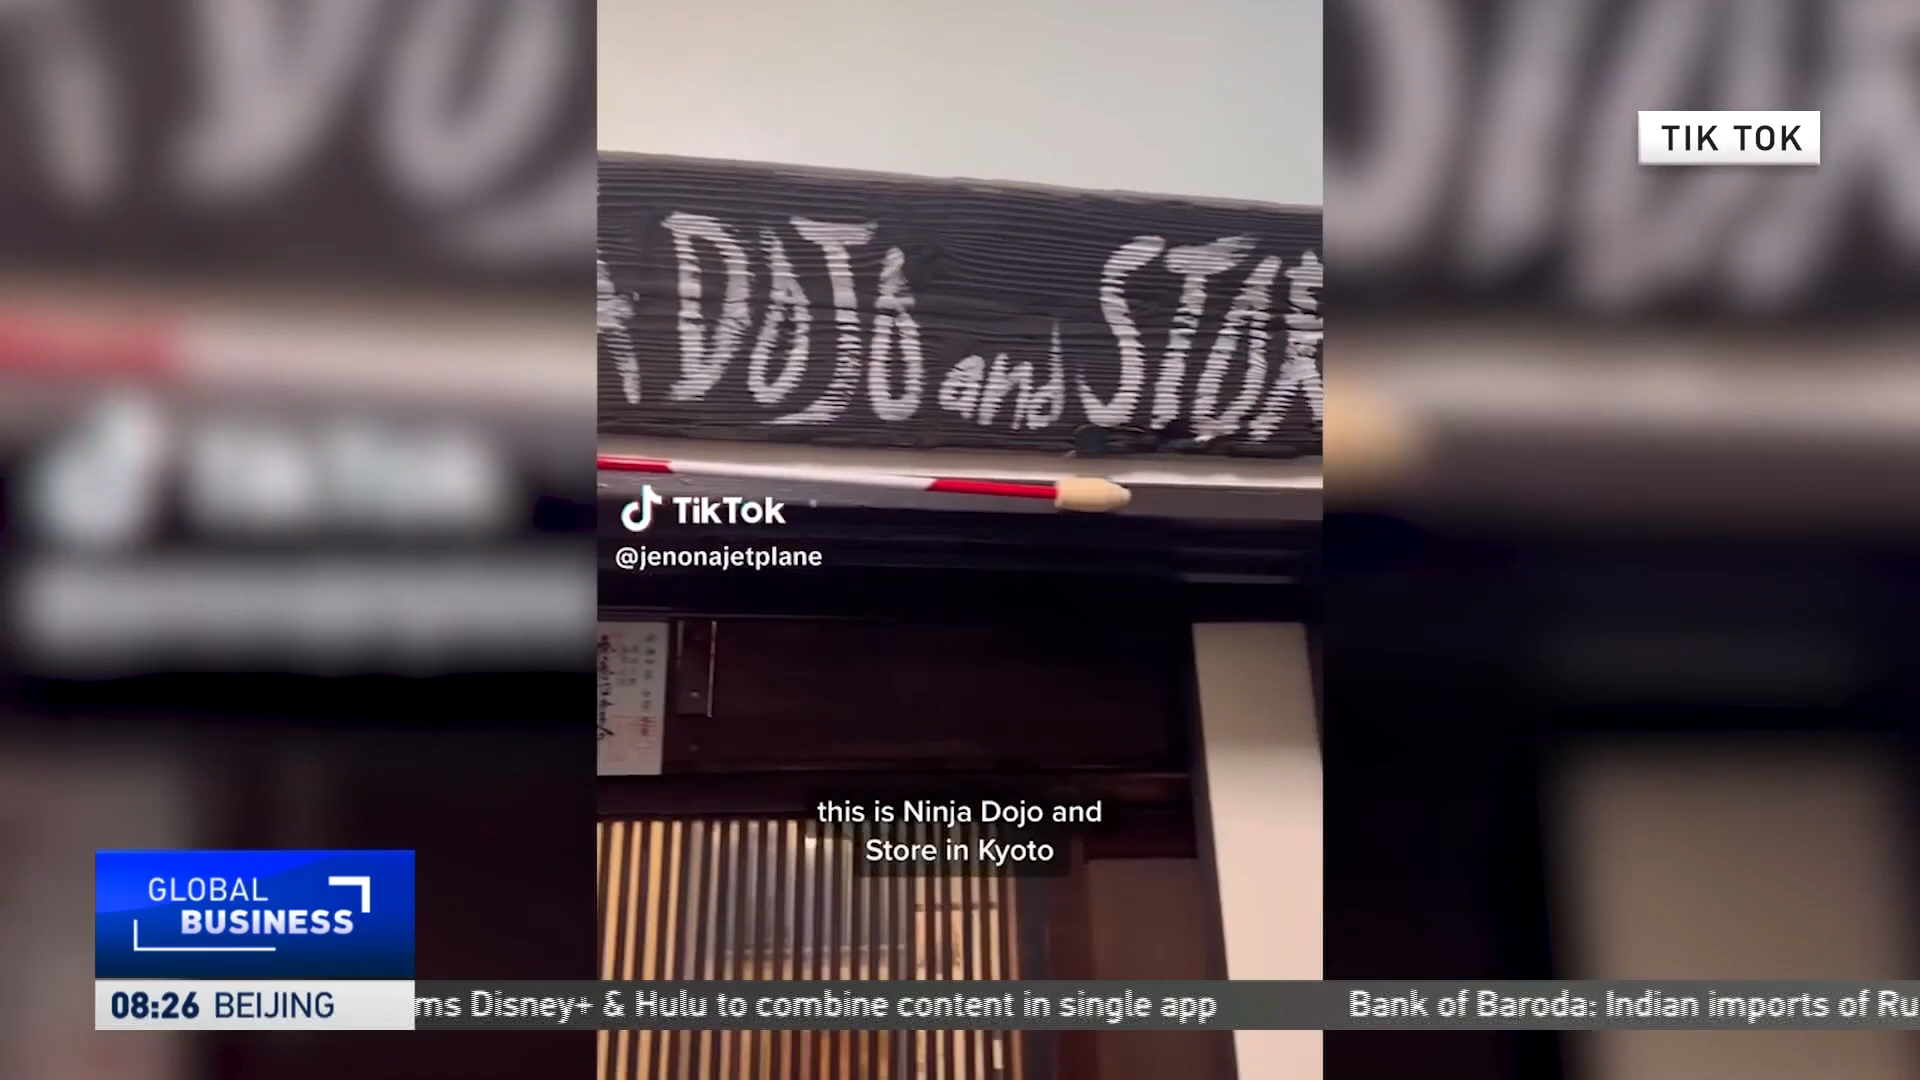 TIK TOK
DOJO and STOR
TikTok
@jenonajetplane
this is Ninja Dojo and
Store in Kyoto
GLOBAL
BUSINESS
08:26 BEIJING
ms Disney+ & Hulu to combine content in single app
Bank of Baroda: Indian imports of Ru